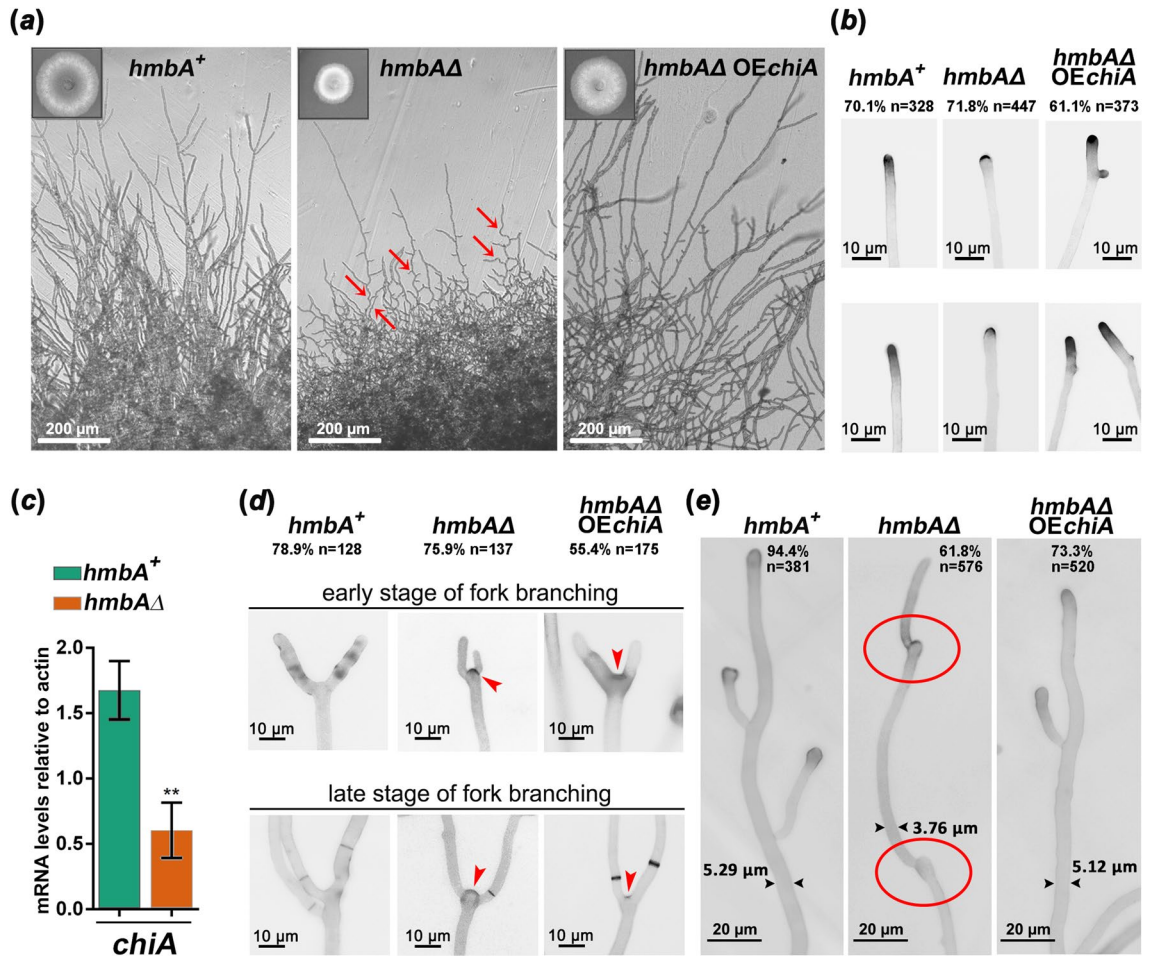 (a)
hmbA+
hmbAΔ
hmbAΔ OEchiA
200 µm
200 µm
200 µm
(b)
hmbA+
hmbAΔ
hmbAΔ
OEchiA
70.1% n=328
71.8% n=447
61.1% n=373
10 µm
10 µm
10 µm
10 µm
10 µm
10 µm
(c)
hmbA+
hmbAΔ
mRNA levels relative to actin
2.0
1.5
1.0
0.5
0.0
**
chiA
(d)
hmbA+
hmbAΔ
hmbAΔ
OEchiA
78.9% n=128
75.9% n=137
55.4% n=175
early stage of fork branching
10 µm
10 µm
10 µm
late stage of fork branching
10 µm
10 µm
10 µm
(e)
hmbA+
hmbAΔ
hmbAΔ
OEchiA
94.4%
n=381
61.8%
n=576
73.3%
n=520
5.29 µm
3.76 µm
5.12 µm
20 µm
20 µm
20 µm